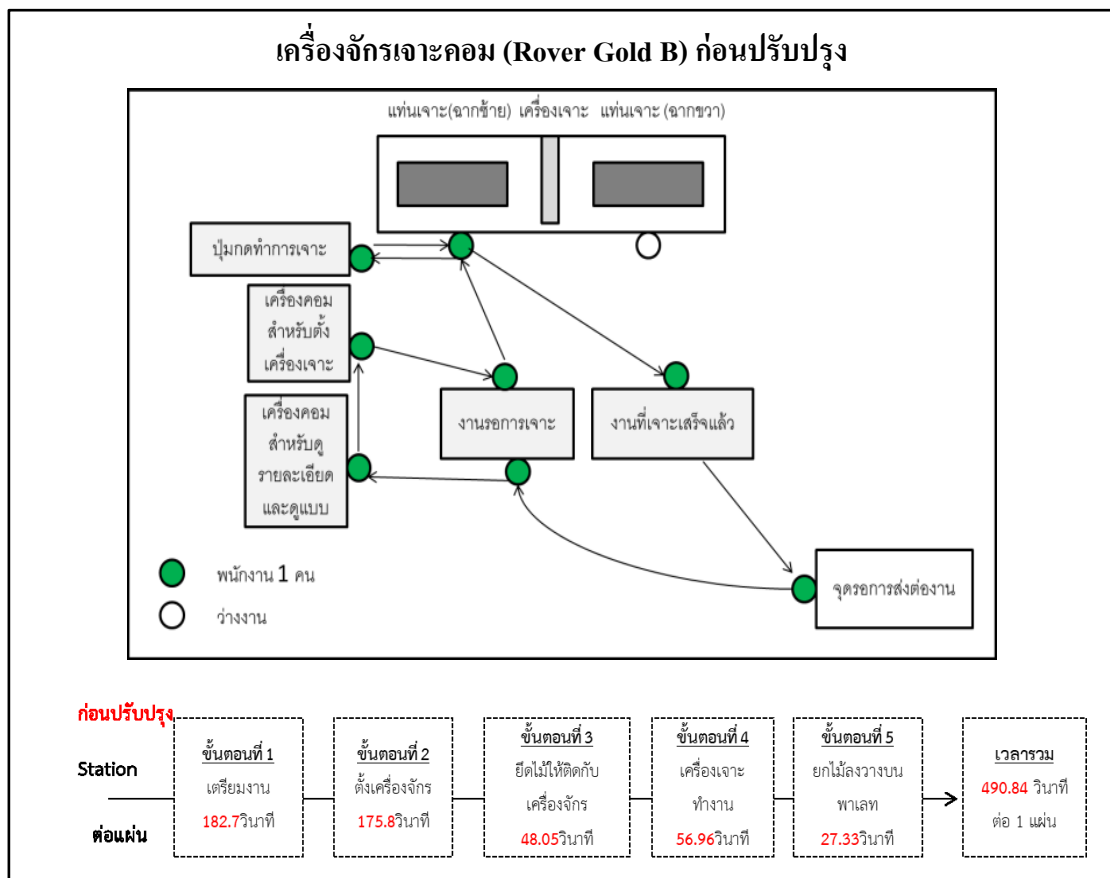 เครื่องจักรเจาะคอม (Rover Gold B) ก่อนปรับปรุง
แท่นเจาะ(ฉากซ้าย) เครื่องเจาะ แท่นเจาะ (ฉากขวา)
ปุ่มกดทำการเจาะ
เครื่องคอม
สำหรับตั้ง
เครื่องเจาะ
เครื่องคอม
สำหรับดู
รายละเอียด
และดูแบบ
งานรอการเจาะ
งานที่เจาะเสร็จแล้ว
จุดรอการส่งต่องาน
พนักงาน 1 คน
ว่างงาน
ก่อนปรับปรุง
Station
ต่อแผ่น
ขั้นตอนที่ 1
เตรียมงาน
182.7วินาที
ขั้นตอนที่ 2
ตั้งเครื่องจักร
175.8วินาที
ขั้นตอนที่ 3
ยึดไม้ให้ติดกับ
เครื่องจักร
48.05วินาที
ขั้นตอนที่ 4
เครื่องเจาะ
ทำงาน
56.96วินาที
ขั้นตอนที่ 5
ยกไม้ลงวางบน
พาเลท
27.33วินาที
เวลารวม
490.84 วินาที
ต่อ 1 แผ่น